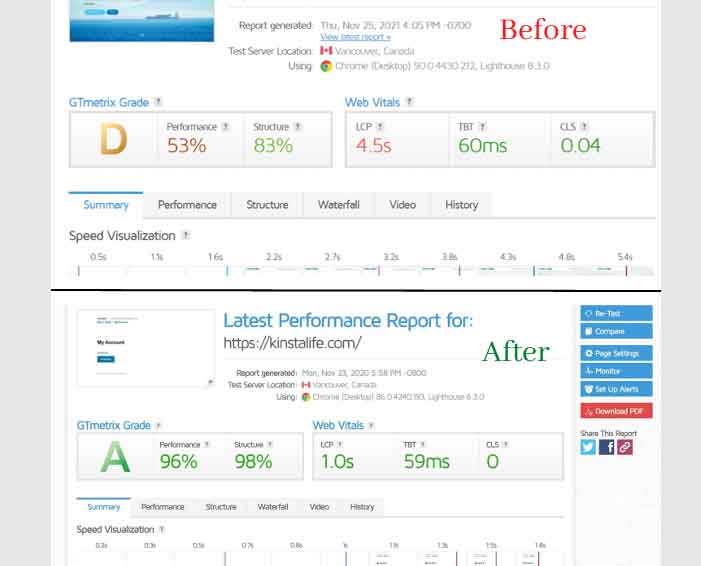 Report generated: Thu, Nov 25, 2021 4:05 PM -0700
Before
View latest report »
Test Server Location: Vancouver, Canada
Using: Chrome (Desktop) 90.0.4430.212, Lighthouse 8.3.0
GTmetrix Grade ?
Web Vitals ?
D
Performance ?
53%
Structure ?
83%
LCP ?
4.5s
TBT ?
60ms
CLS ?
0.04
Summary Performance Structure Waterfall Video History
Speed Visualization ?
0.5s 1.1s 1.6s 2.2s 2.7s 3.2s 3.8s 4.3s 4.8s 5.4s
Latest Performance Report for:
https://kinstalife.com/
After
My Account
Report generated: Mon, Nov 23, 2020 5:58 PM -0800
Test Server Location: Vancouver, Canada
Using: Chrome (Desktop) 86.0.4240.193, Lighthouse 6.3.0
Re-Test
Compare
Page Settings
Monitor
Set Up Alerts
Download PDF
Share This Report
GTmetrix Grade ?
Web Vitals ?
A
Performance ?
96%
Structure ?
98%
LCP ?
1.0s
TBT ?
59ms
CLS ?
0
Summary Performance Structure Waterfall Video History
Speed Visualization ?
0.2s 0.3s 0.5s 0.7s 0.8s 1s 1.1s 1.3s 1.5s 1.6s